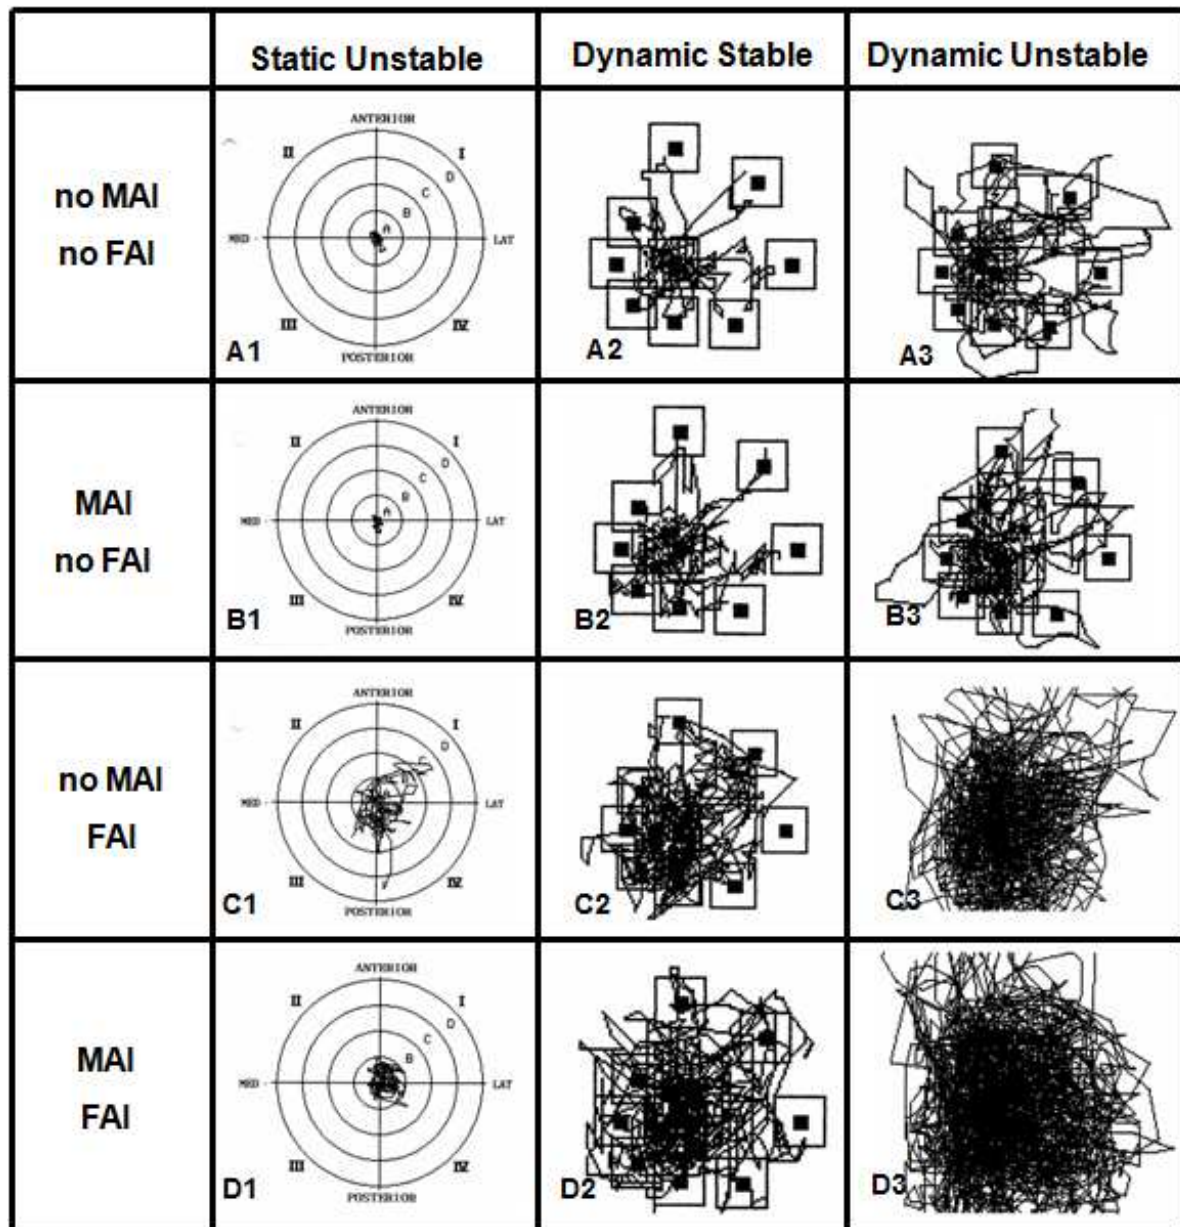 Static Unstable Dynamic Stable Dynamic Unstable
no MAI
no FAI
ANTERIOR
II I
D
C
B
A
MED LAT
III IV
POSTERIOR
A1 A2 A3
MAI
no FAI
ANTERIOR
II I
D
C
B
A
MED LAT
III IV
POSTERIOR
B1 B2 B3
no MAI
FAI
ANTERIOR
II I
D
C
MED LAT
III IV
POSTERIOR
C1 C2 C3
MAI
FAI
ANTERIOR
II I
D
C
B
MED LAT
III IV
POSTERIOR
D1 D2 D3